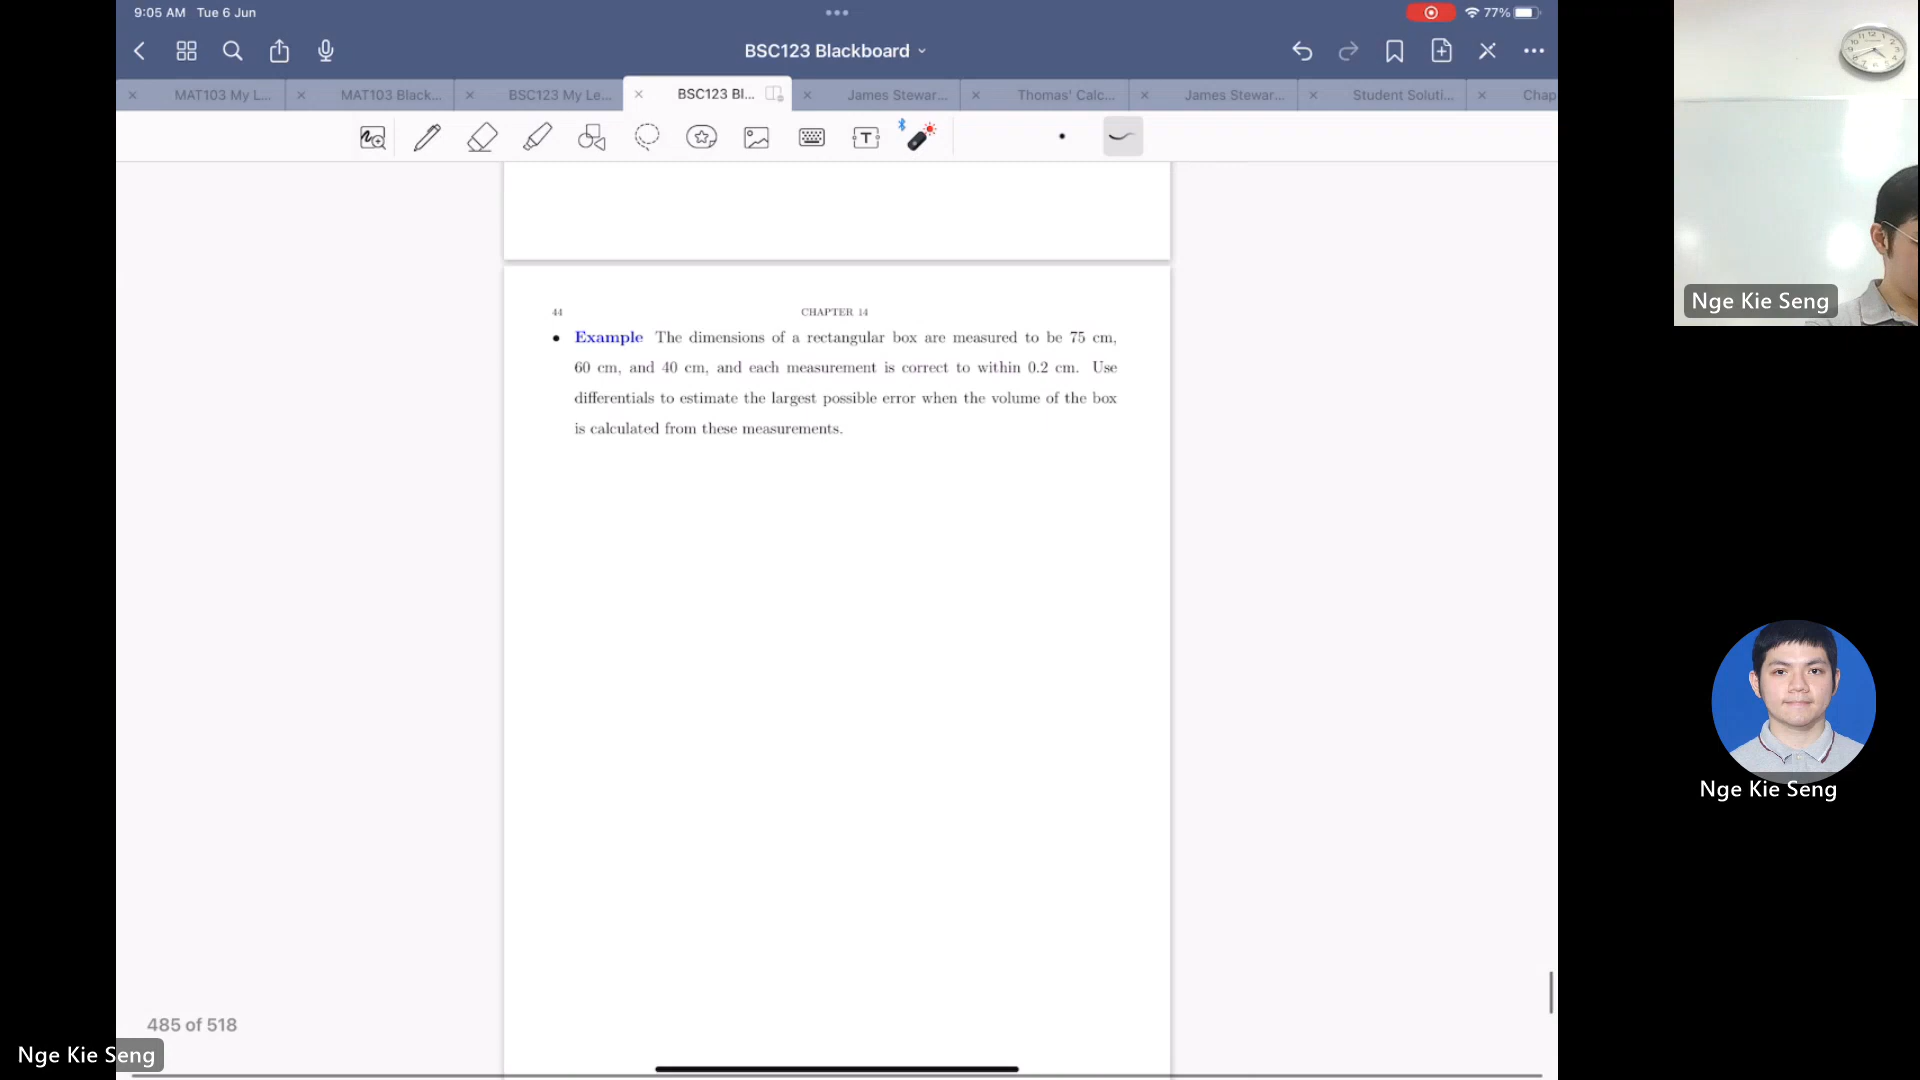 9:05 AM Tue 6 Jun
77%
BSC123 Blackboard
MAT103 My L...
MAT103 Black...
BSC123 My Le...
BSC123 Bl...
James Stewar...
Thomas' Calc...
James Stewar...
Student Soluti...
Chap
T
44
CHAPTER 14
• Example The dimensions of a rectangular box are measured to be 75 cm,
60 cm, and 40 cm, and each measurement is correct to within 0.2 cm. Use
differentials to estimate the largest possible error when the volume of the box
is calculated from these measurements.
485 of 518
Nge Kie Seng
Nge Kie Seng
Nge Kie Seng